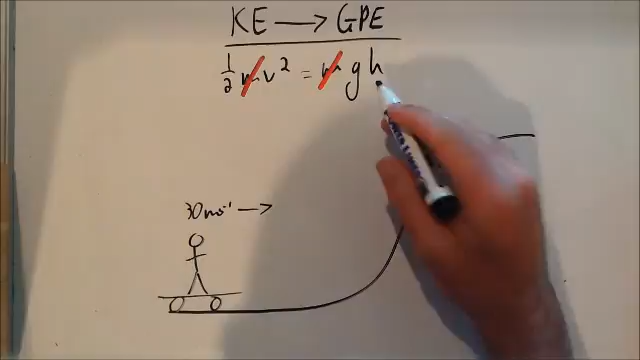 KE → GPE
½mv² = mgh
30ms⁻¹ →